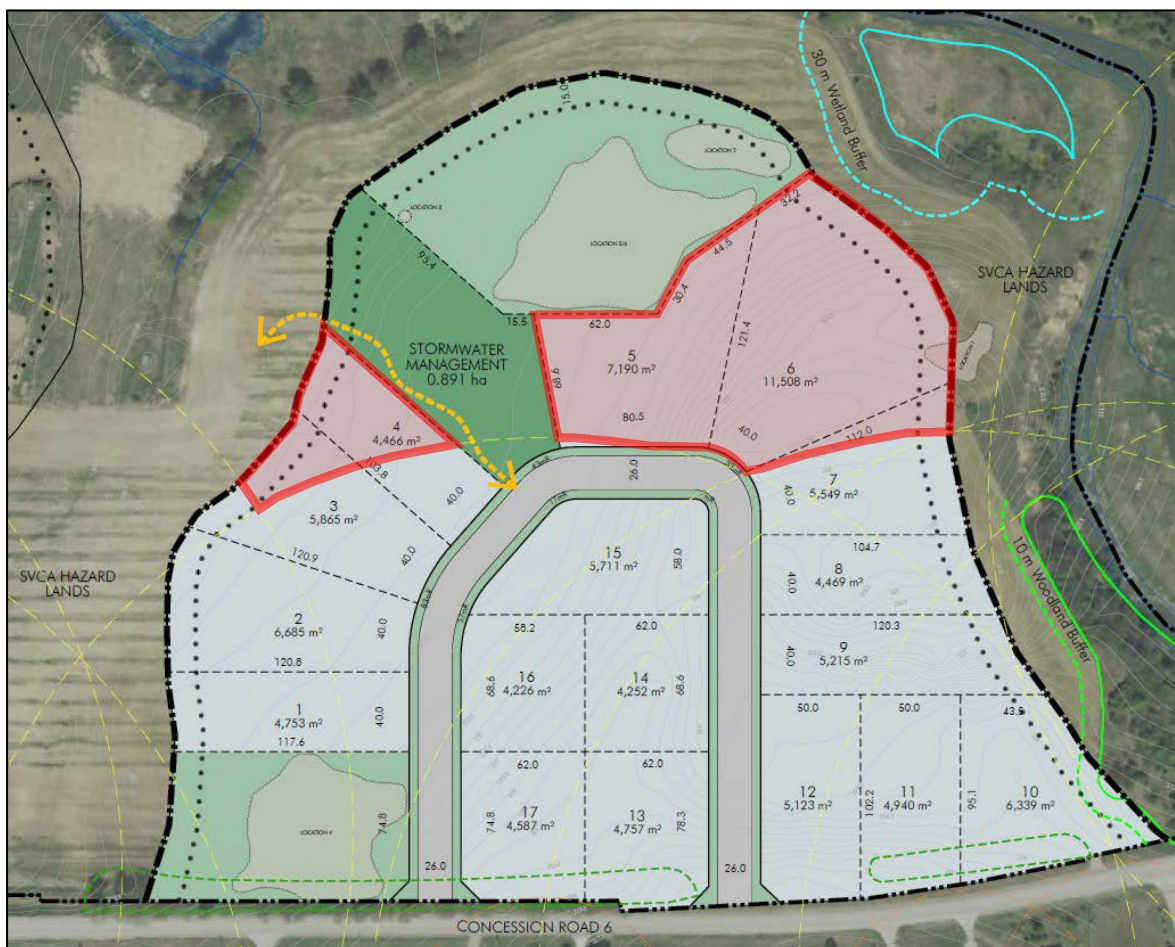 30 m Wetland Buffer
15.0
LOCATION 2
LOCATION 3
LOCATION 5/6
37.2
44.5
95.4
30.4
SVCA HAZARD
LANDS
15.5
62.0
121.4
LOCATION 1
STORMWATER
MANAGEMENT
0.891 ha
5
7,190 m²
6
11,508 m²
68.6
80.5
40.0
112.0
4
4,466 m²
113.8
26.0
3
5,865 m²
40.0
7
5,549 m²
40.0
10 m Woodland Buffer
120.9
40.0
15
5,711 m²
58.0
104.7
8
4,469 m²
40.0
SVCA HAZARD
LANDS
2
6,685 m²
40.0
58.2
62.0
120.3
9
5,215 m²
40.0
120.8
16
4,226 m²
68.6
14
4,252 m²
68.6
1
4,753 m²
40.0
117.6
50.0
50.0
62.0
62.0
12
5,123 m²
102.2
11
4,940 m²
95.1
10
6,339 m²
LOCATION 4
74.8
74.8
17
4,587 m²
13
4,757 m²
78.3
26.0
26.0
CONCESSION ROAD 6